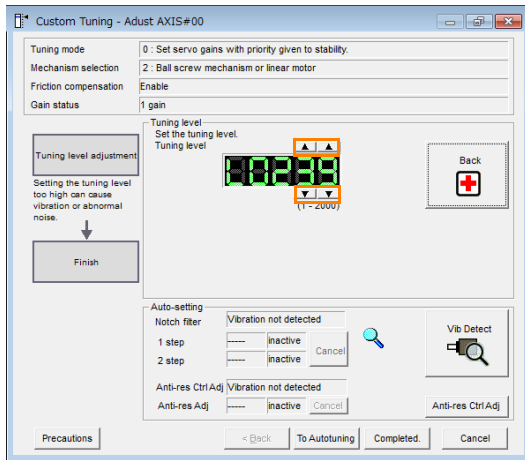 Custom Tuning - Adust AXIS#00
Tuning mode
0 : Set servo gains with priority given to stability.
Mechanism selection
2 : Ball screw mechanism or linear motor
Friction compensation
Enable
Gain status
1 gain
Tuning level adjustment
Setting the tuning level
too high can cause
vibration or abnormal
noise.
Finish
Tuning level
Set the tuning level.
Tuning level
L0239
(1 - 2000)
Back
Auto-setting
Notch filter
Vibration not detected
1 step
-----
inactive
2 step
-----
inactive
Cancel
Anti-res Ctrl Adj
Vibration not detected
Anti-res Adj
-----
inactive
Cancel
Vib Detect
Anti-res Ctrl Adj
Precautions
< Back
To Autotuning
Completed.
Cancel